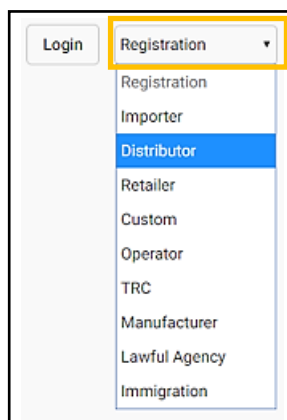 Login Registration
Registration
Importer
Distributor
Retailer
Custom
Operator
TRC
Manufacturer
Lawful Agency
Immigration